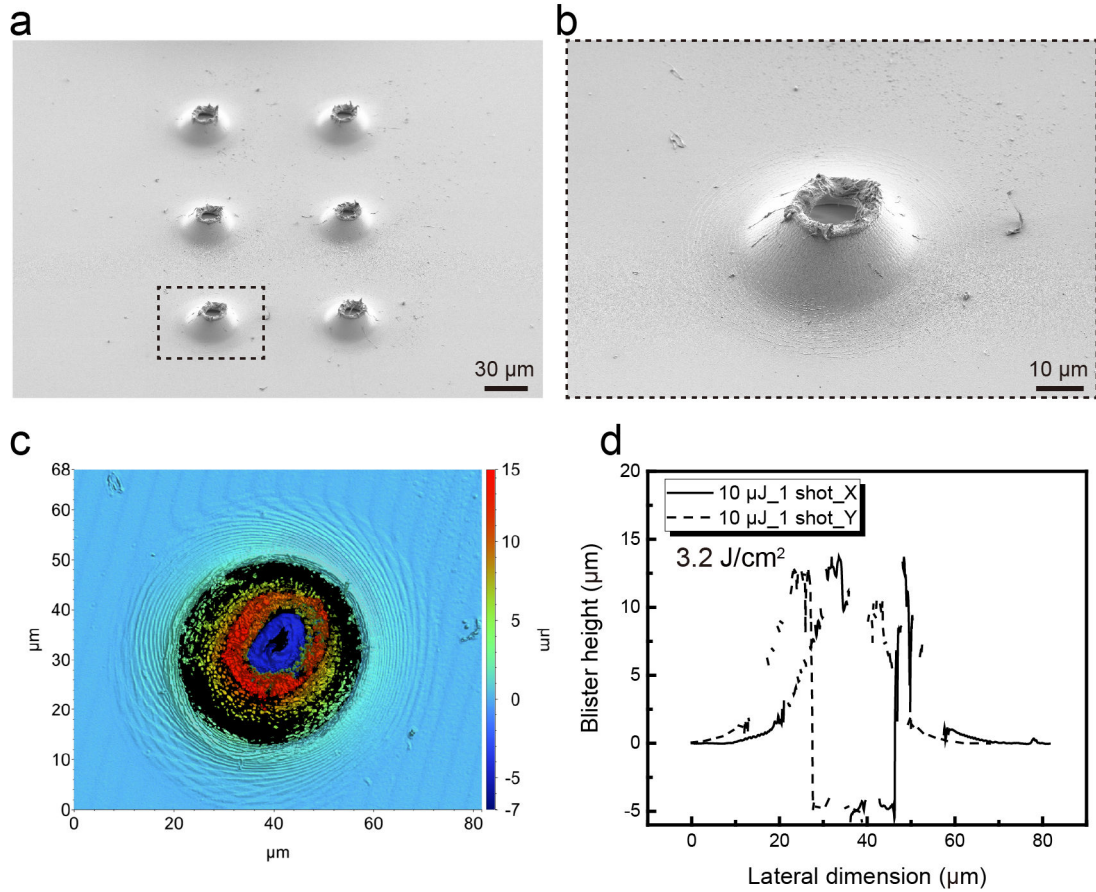 a
30 µm
b
10 µm
c
68
60
50
40
30
20
10
0
µm
0
20
40
60
80
µm
15
10
5
0
-5
-7
µm
d
20
15
10
5
0
-5
Blister height (µm)
10 µJ_1 shot_X
10 µJ_1 shot_Y
3.2 J/cm²
0
20
40
60
80
Lateral dimension (µm)